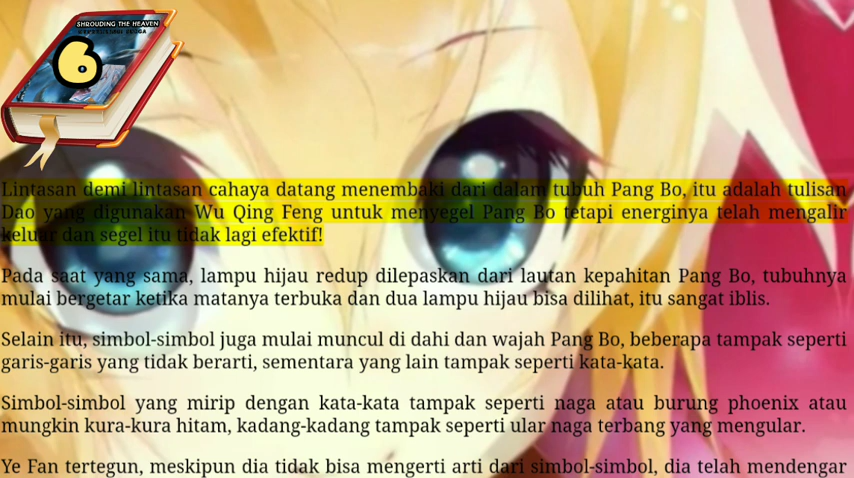 SHROUDING THE HEAVEN
6
Lintasan demi lintasan cahaya datang menembaki dari dalam tubuh Pang Bo, itu adalah tulisan
Dao yang digunakan Wu Qing Feng untuk menyegel Pang Bo tetapi energinya telah mengalir
keluar dan segel itu tidak lagi efektif!
Pada saat yang sama, lampu hijau redup dilepaskan dari lautan kepahitan Pang Bo, tubuhnya
mulai bergetar ketika matanya terbuka dan dua lampu hijau bisa dilihat, itu sangat iblis.
Selain itu, simbol-simbol juga mulai muncul di dahi dan wajah Pang Bo, beberapa tampak seperti
garis-garis yang tidak berarti, sementara yang lain tampak seperti kata-kata.
Simbol-simbol yang mirip dengan kata-kata tampak seperti naga atau burung phoenix atau
mungkin kura-kura hitam, kadang-kadang tampak seperti ular naga terbang yang mengular.
Ye Fan tertegun, meskipun dia tidak bisa mengerti arti dari simbol-simbol, dia telah mendengar